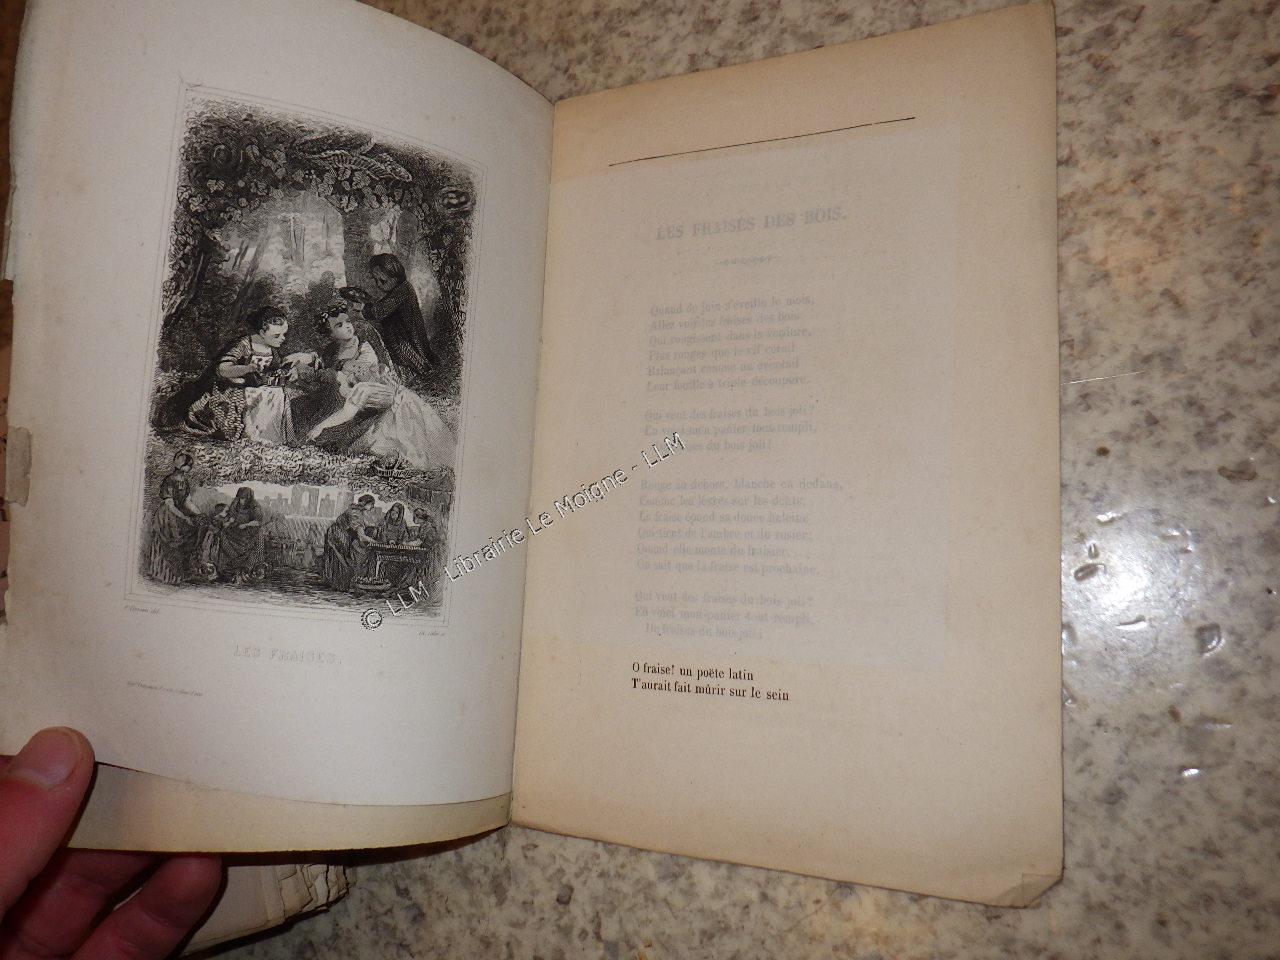 LES FRAISES.
LES FRAISES DES BOIS.
Quand de juin s'éveille le mois,
Allez voir les fraises des bois
Qui rougissent dans la verdure,
Plus rouges que le vif corail
Balançant comme un éventail
Leur feuille à triple découpure.
Qui veut des fraises du bois joli?
En voici mon panier tout rempli,
fraises du bois joli!
Rouge au dehors, blanche en dedans,
Comme les lèvres sur les dents,
La fraise épand sa douce haleine
Qui tient de l'ambre et du rosier;
Quand elle monte du fraisier,
On sait que la fraise est prochaine.
Qui veut des fraises du bois joli?
En voici mon panier tout rempli,
De fraises du bois joli!
O fraise! un poëte latin
T'aurait fait mûrir sur le sein
© LLM - Librairie Le Moigne - LLM